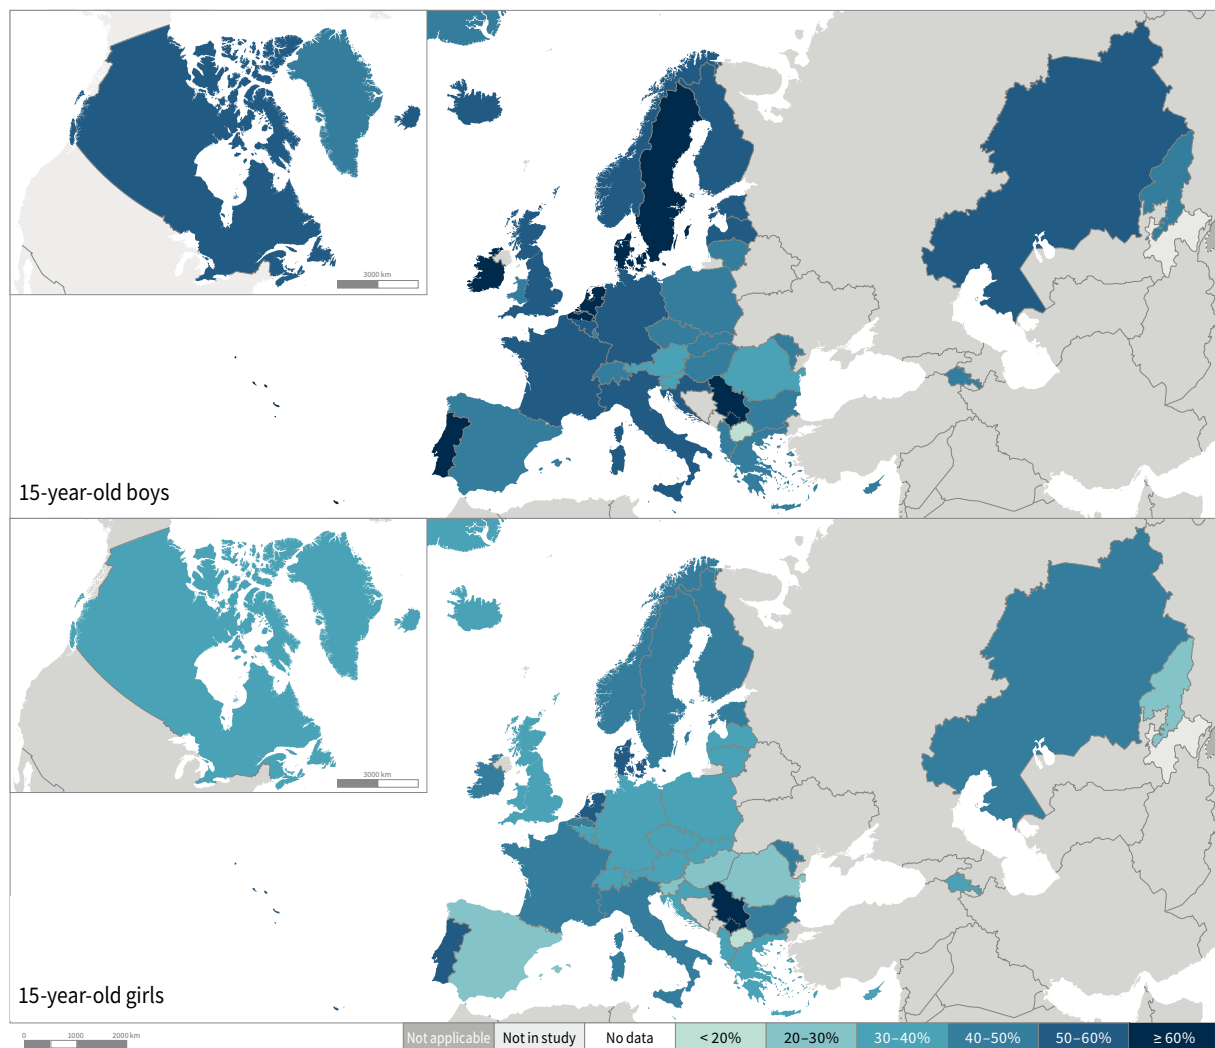 3000 km
15-year-old boys
3000 km
15-year-old girls
0 1000 2000 km
Not applicable Not in study No data < 20% 20–30% 30–40% 40–50% 50–60% ≥ 60%